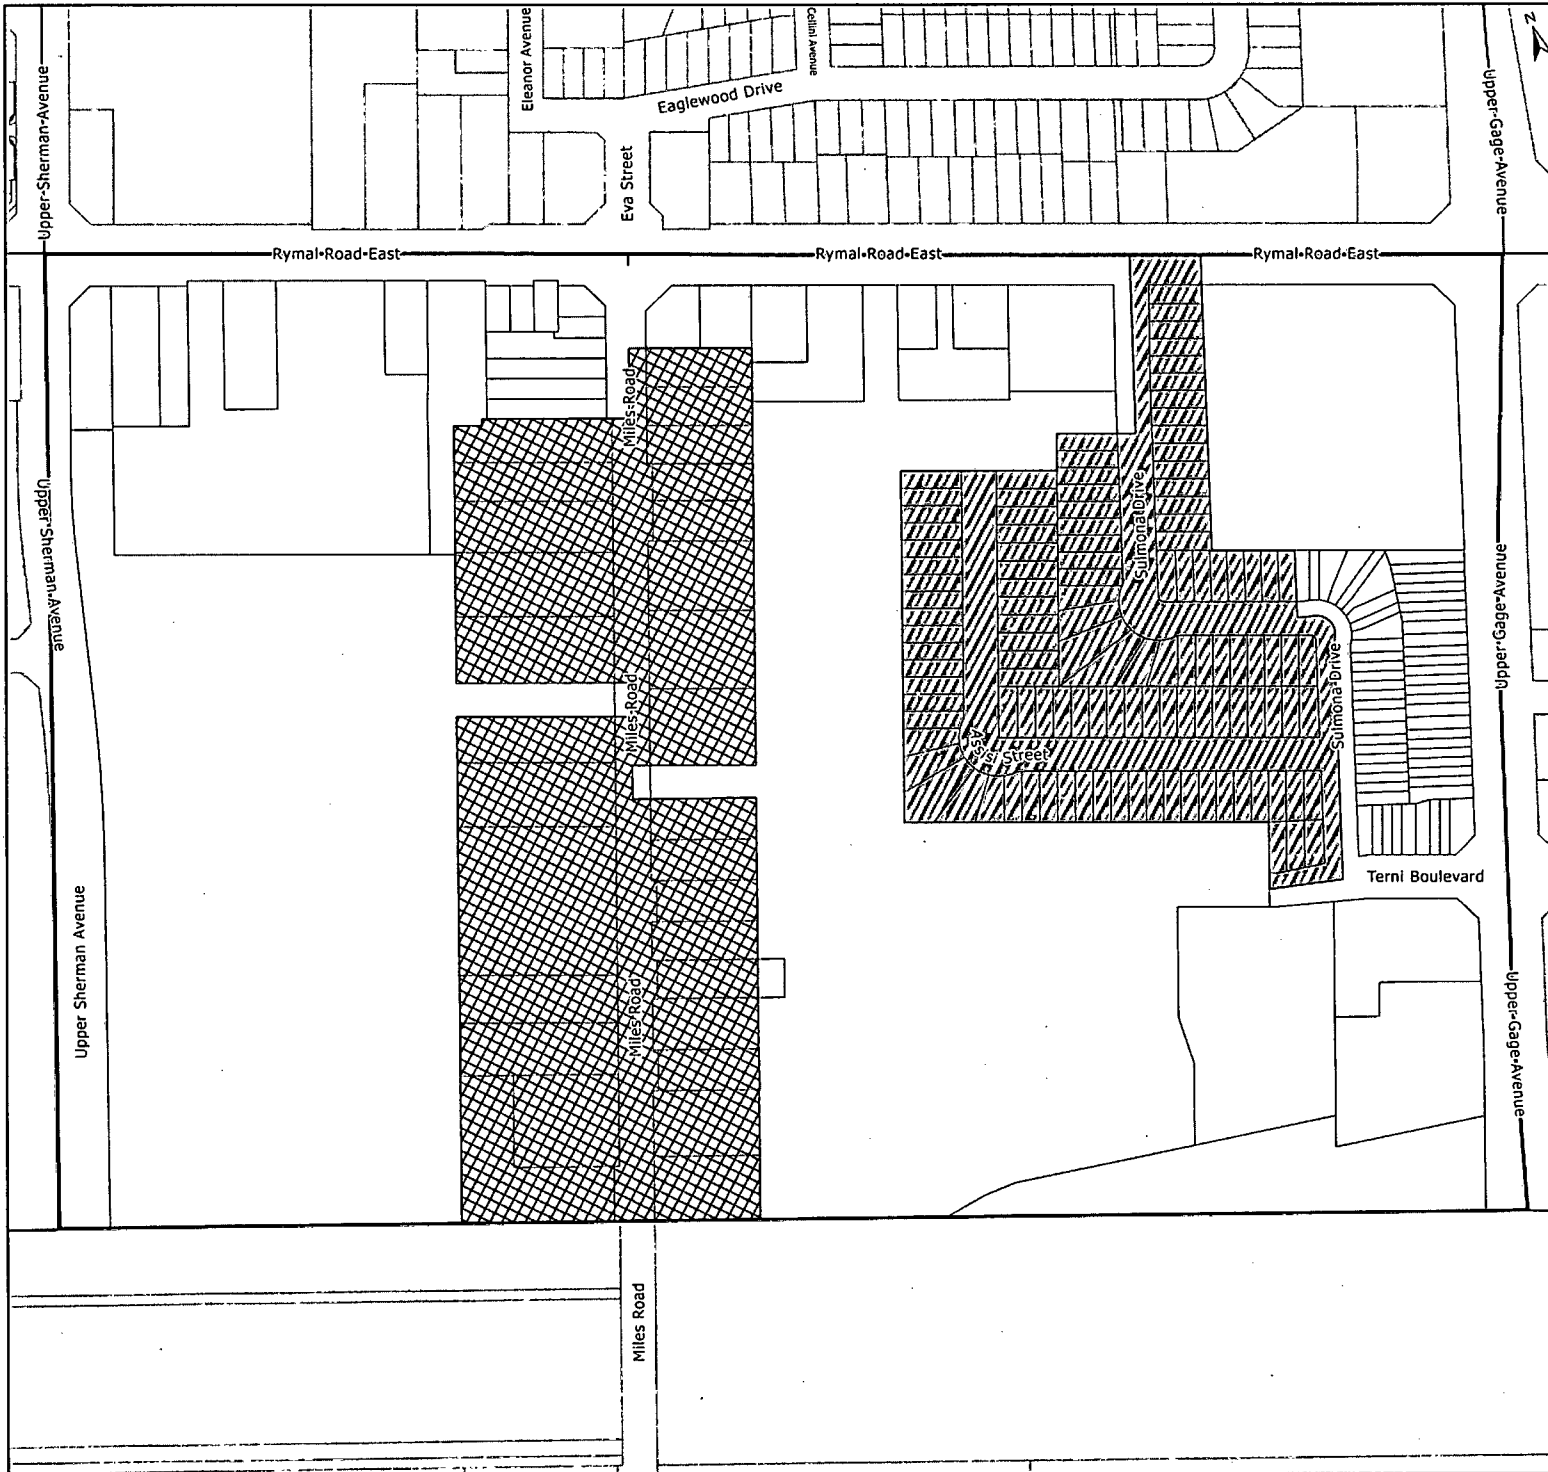 Upper-Sherman-Avenue
Eleanor Avenue
Cellini Avenue
Eaglewood Drive
Eva Street
Upper-Gage-Avenue
N
Rymal•Road•East
Rymal•Road•East
Rymal•Road•East
Miles•Road
Upper•Sherman•Avenue
Sulmona Drive
Upper•Gage•Avenue
Miles•Road
Sulmona•Drive
Assisi Street
Terni Boulevard
Upper Sherman Avenue
Miles Road
Upper•Gage•Avenue
Miles Road